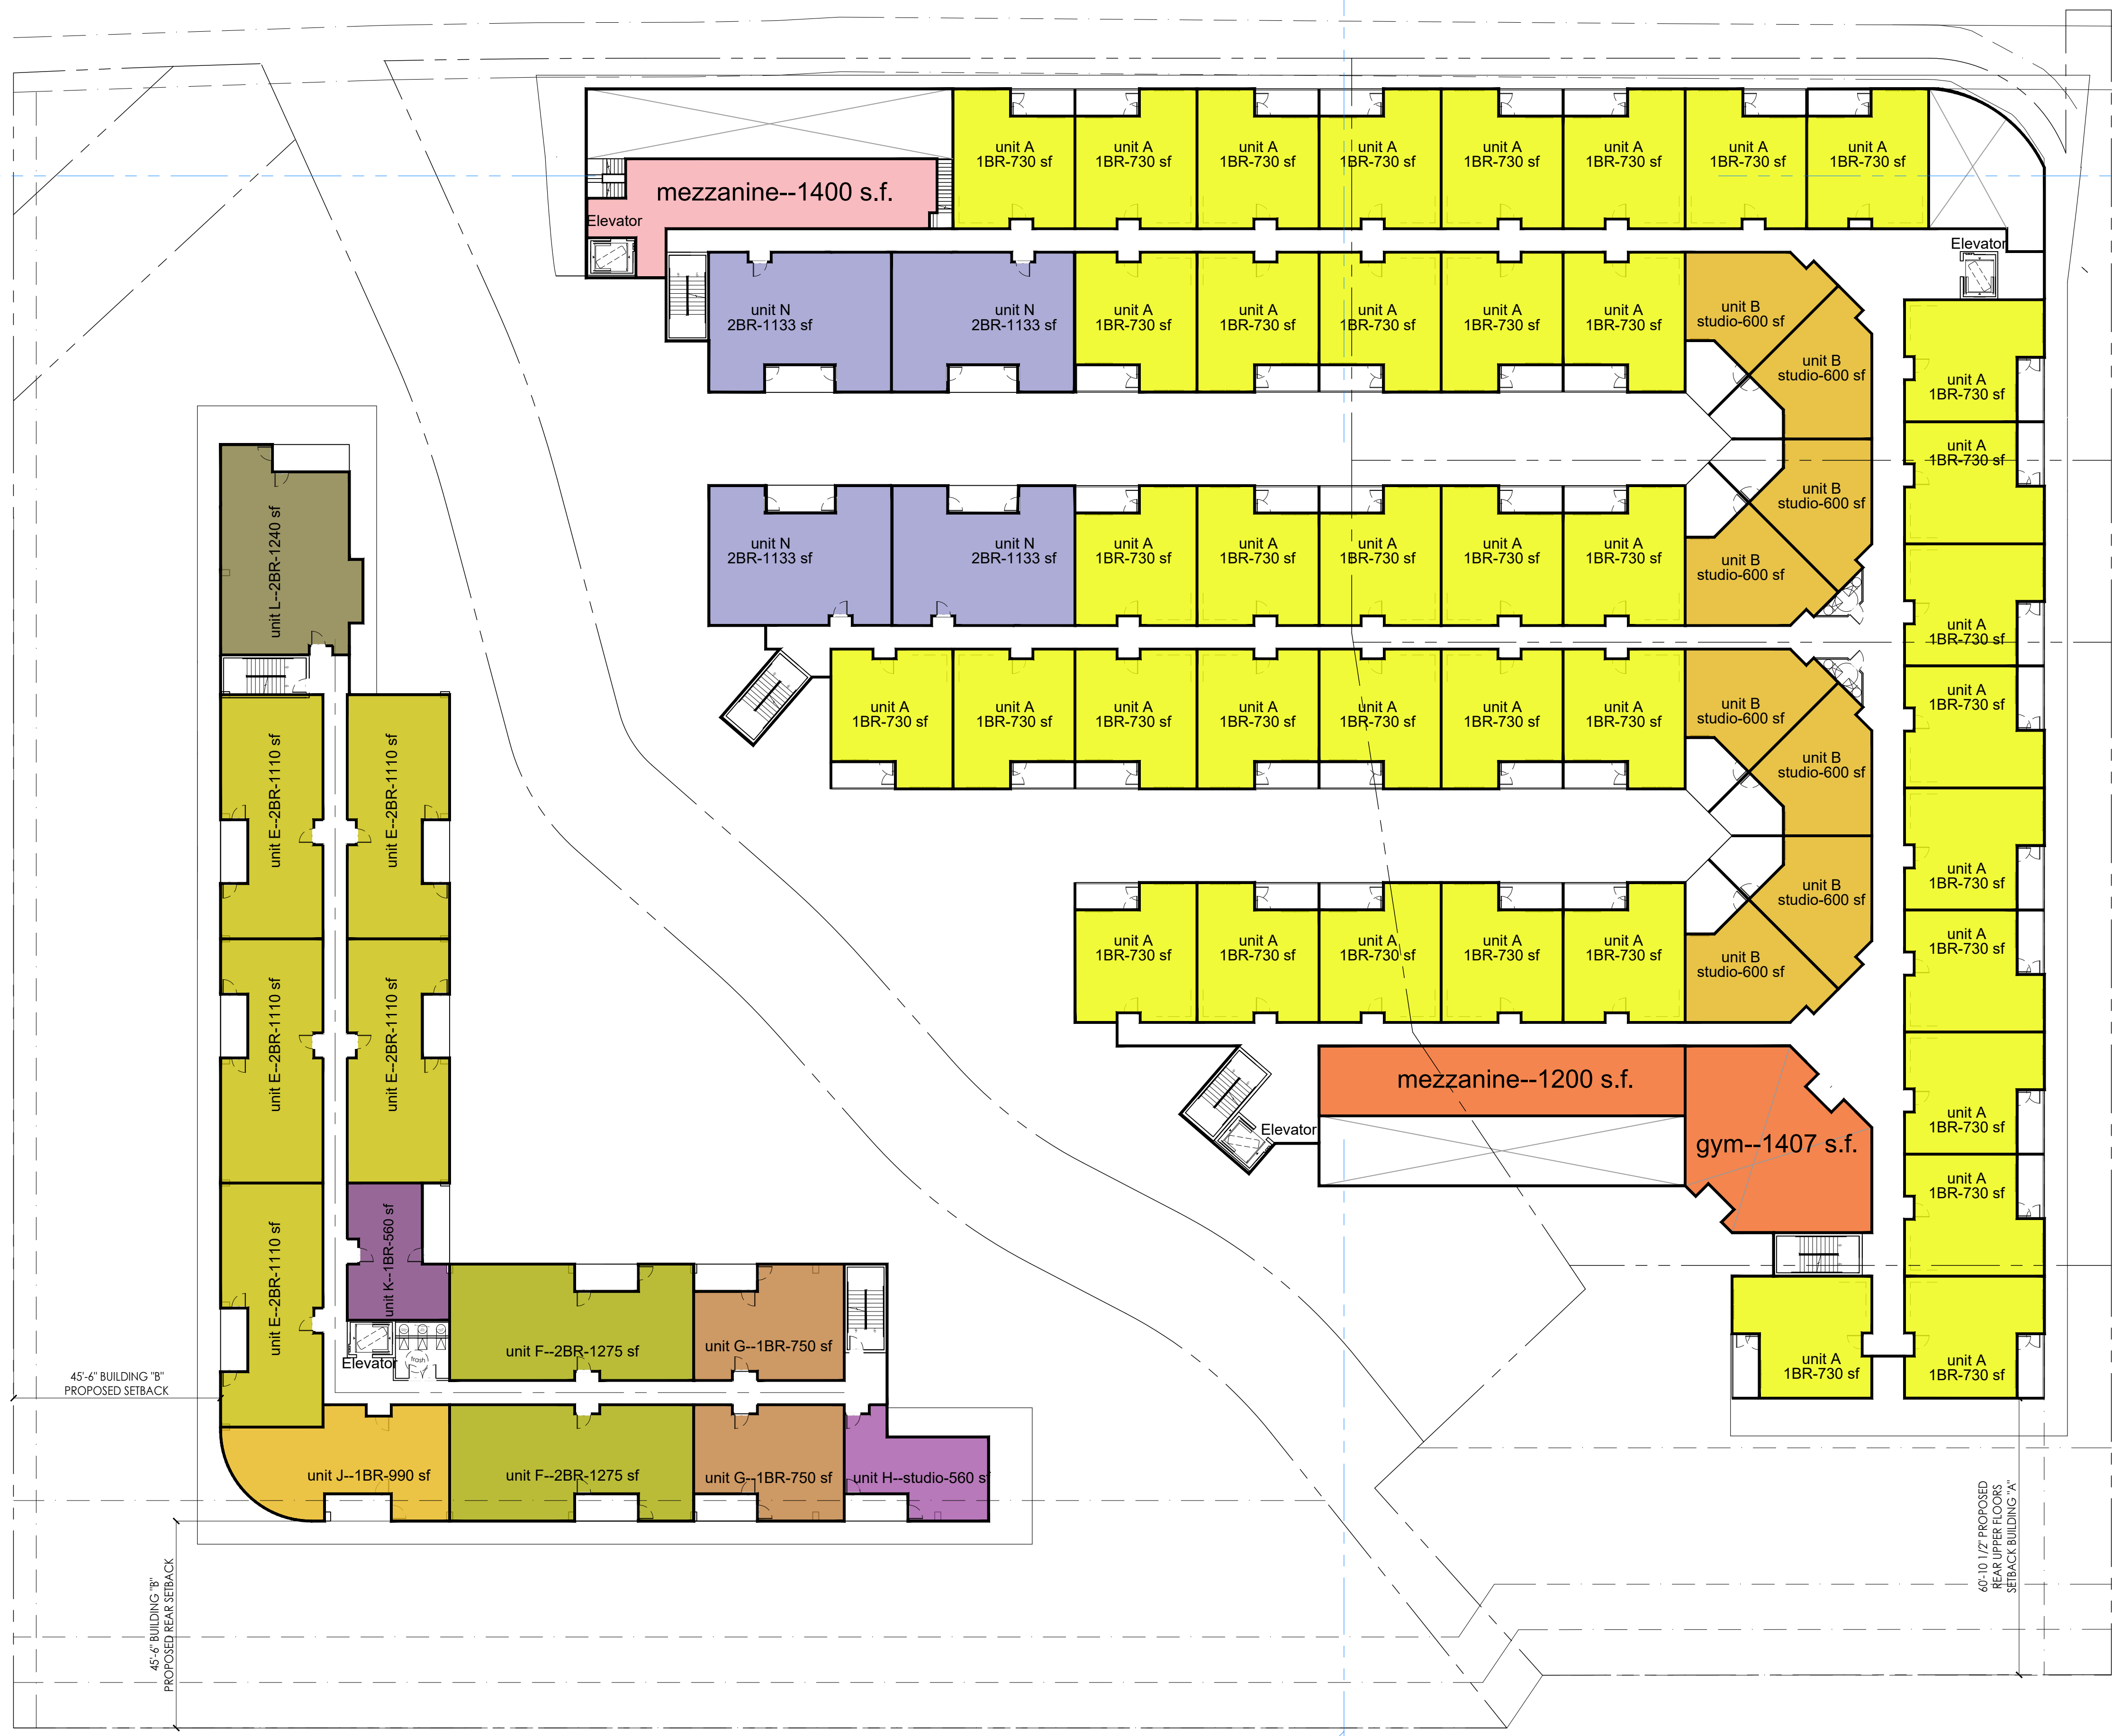 unit A
1BR-730 sf
unit A
1BR-730 sf
unit A
1BR-730 sf
unit A
1BR-730 sf
unit A
1BR-730 sf
unit A
1BR-730 sf
unit A
1BR-730 sf
unit A
1BR-730 sf
mezzanine--1400 s.f.
Elevator
Elevator
unit N
2BR-1133 sf
unit N
2BR-1133 sf
unit A
1BR-730 sf
unit A
1BR-730 sf
unit A
1BR-730 sf
unit A
1BR-730 sf
unit A
1BR-730 sf
unit B
studio-600 sf
unit B
studio-600 sf
unit A
1BR-730 sf
unit A
1BR-730 sf
unit B
studio-600 sf
unit N
2BR-1133 sf
unit N
2BR-1133 sf
unit A
1BR-730 sf
unit A
1BR-730 sf
unit A
1BR-730 sf
unit A
1BR-730 sf
unit A
1BR-730 sf
unit B
studio-600 sf
unit A
1BR-730 sf
unit L--2BR-1240 sf
unit A
1BR-730 sf
unit A
1BR-730 sf
unit A
1BR-730 sf
unit A
1BR-730 sf
unit A
1BR-730 sf
unit A
1BR-730 sf
unit A
1BR-730 sf
unit B
studio-600 sf
unit A
1BR-730 sf
unit B
studio-600 sf
unit E--2BR-1110 sf
unit E--2BR-1110 sf
unit B
studio-600 sf
unit A
1BR-730 sf
unit A
1BR-730 sf
unit A
1BR-730 sf
unit A
1BR-730 sf
unit A
1BR-730 sf
unit A
1BR-730 sf
unit B
studio-600 sf
unit A
1BR-730 sf
unit E--2BR-1110 sf
unit E--2BR-1110 sf
mezzanine--1200 s.f.
Elevator
gym--1407 s.f.
unit A
1BR-730 sf
unit A
1BR-730 sf
unit E--2BR-1110 sf
unit K--1BR-560 sf
Elevator
trash
unit F--2BR-1275 sf
unit G--1BR-750 sf
unit A
1BR-730 sf
unit A
1BR-730 sf
45'-6" BUILDING "B"
PROPOSED SETBACK
unit J--1BR-990 sf
unit F--2BR-1275 sf
unit G--1BR-750 sf
unit H--studio-560 sf
45'-6" BUILDING "B"
PROPOSED REAR SETBACK
60'-10 1/2" PROPOSED
REAR UPPER FLOORS
SETBACK BUILDING "A"